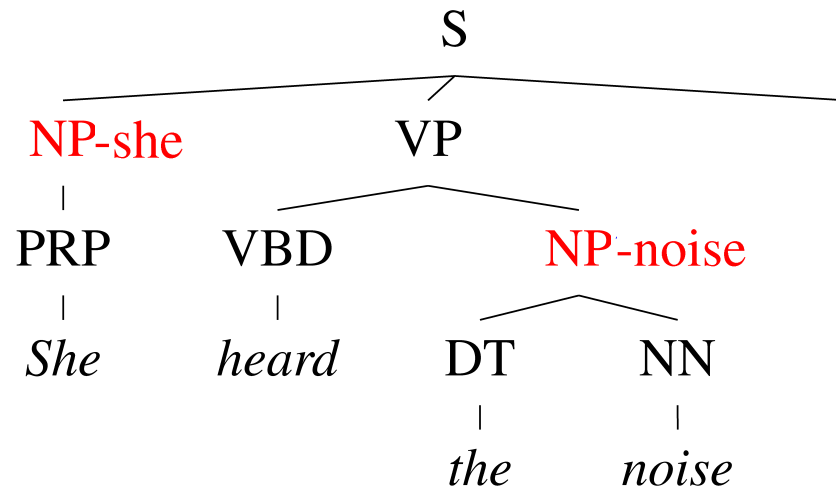 S
NP-she VP
PRP VBD NP-noise
She heard DT NN
the noise